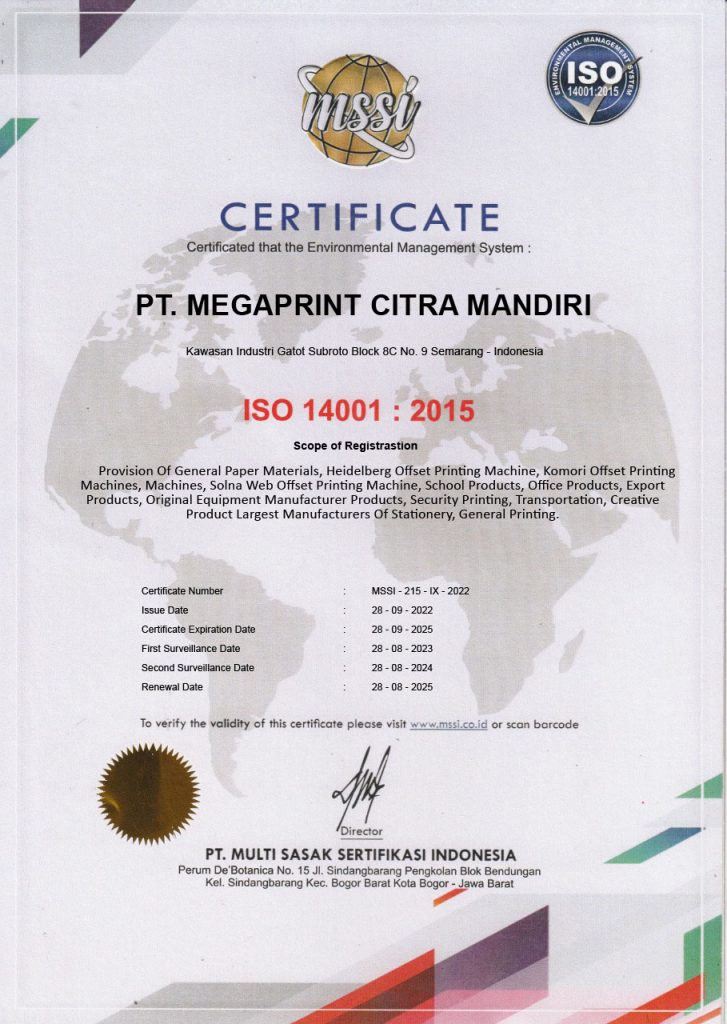 mssi
ENVIRONMENTAL MANAGEMENT SYSTEM
ISO
14001:2015
CERTIFICATE
Certificated that the Environmental Management System :
PT. MEGAPRINT CITRA MANDIRI
Kawasan Industri Gatot Subroto Block 8C No. 9 Semarang - Indonesia
ISO 14001 : 2015
Scope of Registrastion
Provision Of General Paper Materials, Heidelberg Offset Printing Machine, Komori Offset Printing
Machines, Machines, Solna Web Offset Printing Machine, School Products, Office Products, Export
Products, Original Equipment Manufacturer Products, Security Printing, Transportation, Creative
Product Largest Manufacturers Of Stationery, General Printing.
Certificate Number : MSSI - 215 - IX - 2022
Issue Date : 28 - 09 - 2022
Certificate Expiration Date : 28 - 09 - 2025
First Surveillance Date : 28 - 08 - 2023
Second Surveillance Date : 28 - 08 - 2024
Renewal Date : 28 - 08 - 2025
To verify the validity of this certificate please visit www.mssi.co.id or scan barcode
Director
PT. MULTI SASAK SERTIFIKASI INDONESIA
Perum De'Botanica No. 15 Jl. Sindangbarang Pengkolan Blok Bendungan
Kel. Sindangbarang Kec. Bogor Barat Kota Bogor - Jawa Barat